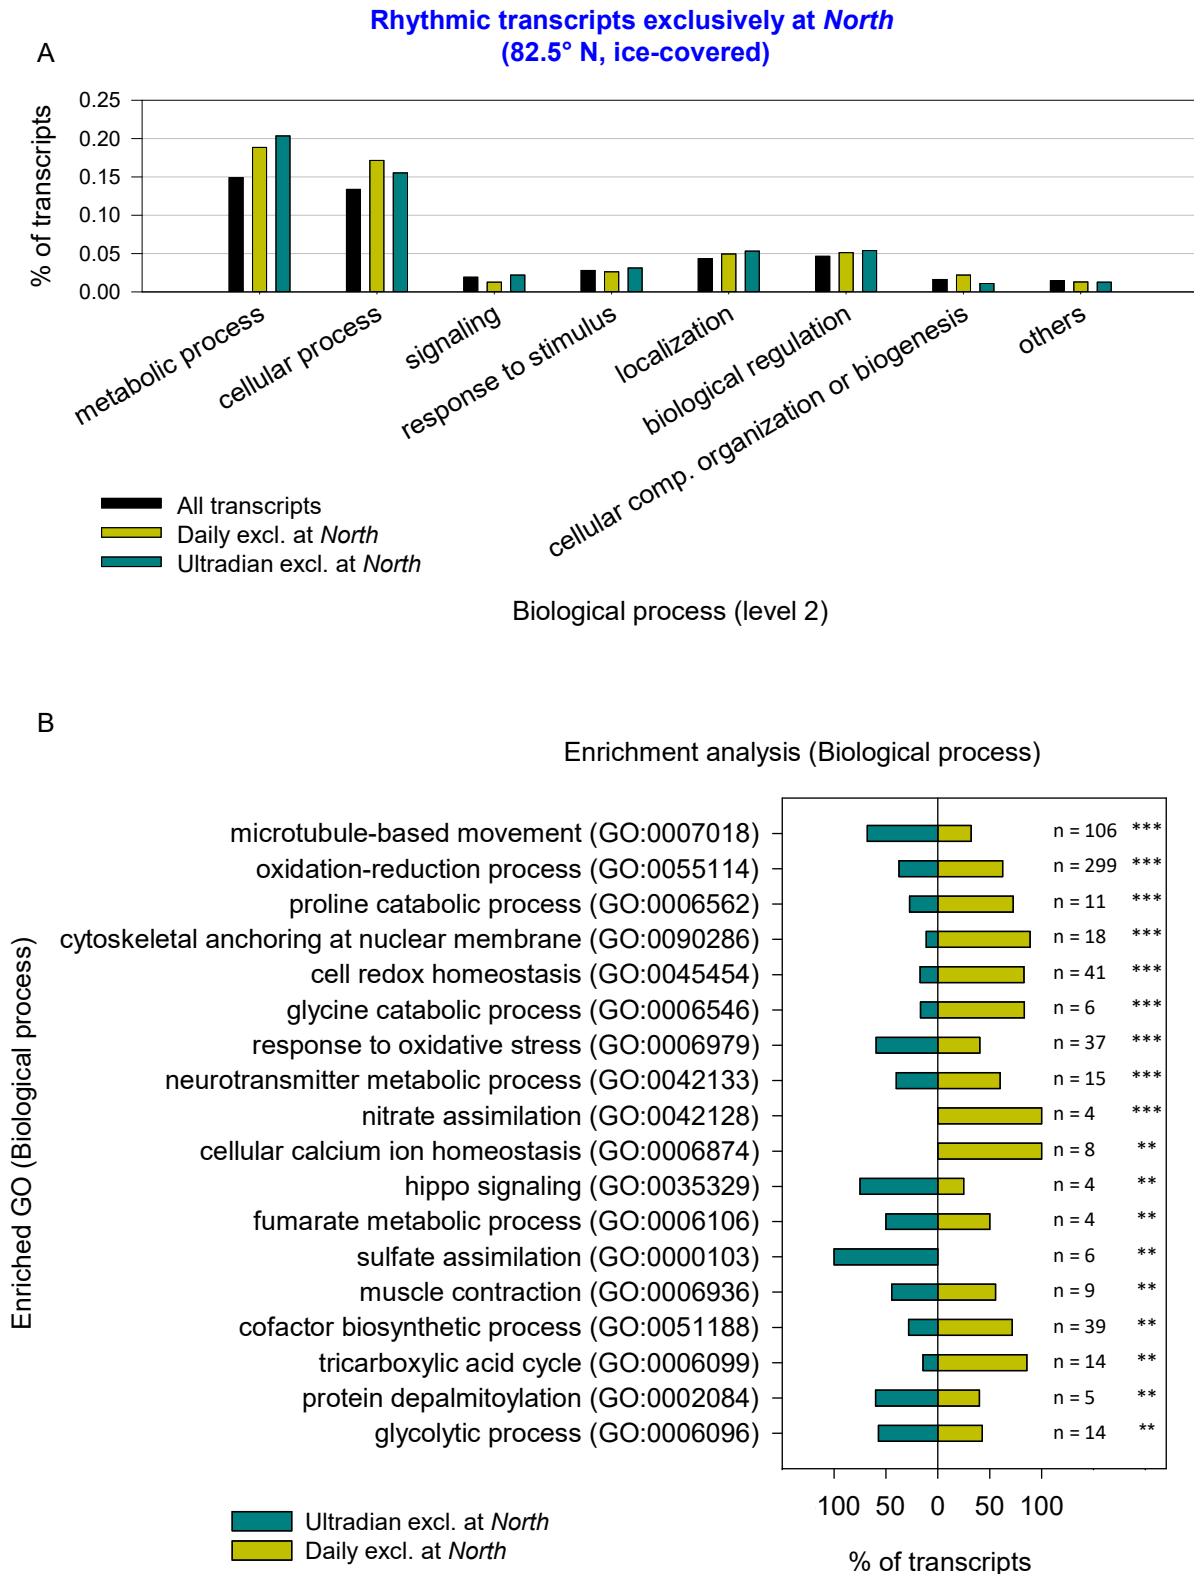 Rhythmic transcripts exclusively at North
(82.5° N, ice-covered)
A
% of transcripts
0.25
0.20
0.15
0.10
0.05
0.00
metabolic process
cellular process
signaling
response to stimulus
localization
biological regulation
cellular comp. organization or biogenesis
others
All transcripts
Daily excl. at North
Ultradian excl. at North
Biological process (level 2)
B
Enrichment analysis (Biological process)
Enriched GO (Biological process)
microtubule-based movement (GO:0007018) n = 106 ***
oxidation-reduction process (GO:0055114) n = 299 ***
proline catabolic process (GO:0006562) n = 11 ***
cytoskeletal anchoring at nuclear membrane (GO:0090286) n = 18 ***
cell redox homeostasis (GO:0045454) n = 41 ***
glycine catabolic process (GO:0006546) n = 6 ***
response to oxidative stress (GO:0006979) n = 37 ***
neurotransmitter metabolic process (GO:0042133) n = 15 ***
nitrate assimilation (GO:0042128) n = 4 ***
cellular calcium ion homeostasis (GO:0006874) n = 8 **
hippo signaling (GO:0035329) n = 4 **
fumarate metabolic process (GO:0006106) n = 4 **
sulfate assimilation (GO:0000103) n = 6 **
muscle contraction (GO:0006936) n = 9 **
cofactor biosynthetic process (GO:0051188) n = 39 **
tricarboxylic acid cycle (GO:0006099) n = 14 **
protein depalmitoylation (GO:0002084) n = 5 **
glycolytic process (GO:0006096) n = 14 **
100 50 0 50 100
% of transcripts
Ultradian excl. at North
Daily excl. at North